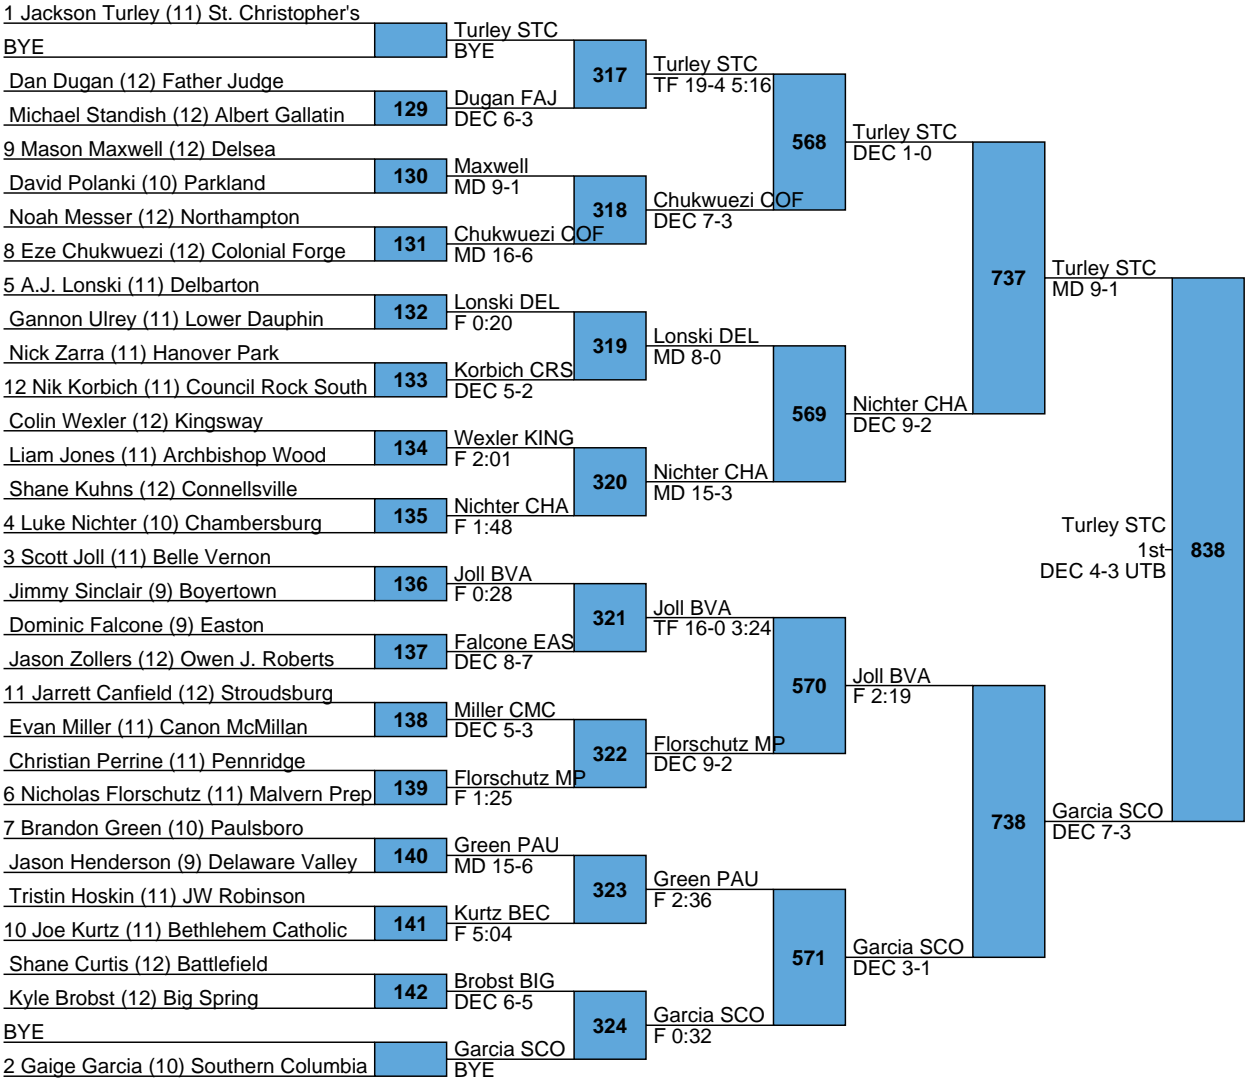 1 Jackson Turley (11) St. Christopher's
BYE
Dan Dugan (12) Father Judge
Michael Standish (12) Albert Gallatin
9 Mason Maxwell (12) Delsea
David Polanki (10) Parkland
Noah Messer (12) Northampton
8 Eze Chukwuezi (12) Colonial Forge
5 A.J. Lonski (11) Delbarton
Gannon Ulrey (11) Lower Dauphin
Nick Zarra (11) Hanover Park
12 Nik Korbich (11) Council Rock South
Colin Wexler (12) Kingsway
Liam Jones (11) Archbishop Wood
Shane Kuhns (12) Connellsville
4 Luke Nichter (10) Chambersburg
3 Scott Joll (11) Belle Vernon
Jimmy Sinclair (9) Boyertown
Dominic Falcone (9) Easton
Jason Zollers (12) Owen J. Roberts
11 Jarrett Canfield (12) Stroudsburg
Evan Miller (11) Canon McMillan
Christian Perrine (11) Pennridge
6 Nicholas Florschutz (11) Malvern Prep
7 Brandon Green (10) Paulsboro
Jason Henderson (9) Delaware Valley
Tristin Hoskin (11) JW Robinson
10 Joe Kurtz (11) Bethlehem Catholic
Shane Curtis (12) Battlefield
Kyle Brobst (12) Big Spring
BYE
2 Gaige Garcia (10) Southern Columbia
129
130
131
132
133
134
135
136
137
138
139
140
141
142
Turley STC
BYE
Dugan FAJ
DEC 6-3
Maxwell
MD 9-1
Chukwuezi COF
MD 16-6
Lonski DEL
F 0:20
Korbich CRS
DEC 5-2
Wexler KING
F 2:01
Nichter CHA
F 1:48
Joll BVA
F 0:28
Falcone EAS
DEC 8-7
Miller CMC
DEC 5-3
Florschutz MP
F 1:25
Green PAU
MD 15-6
Kurtz BEC
F 5:04
Brobst BIG
DEC 6-5
Garcia SCO
BYE
317
318
319
320
321
322
323
324
Turley STC
TF 19-4 5:16
Chukwuezi COF
DEC 7-3
Lonski DEL
MD 8-0
Nichter CHA
MD 15-3
Joll BVA
TF 16-0 3:24
Florschutz MP
DEC 9-2
Green PAU
F 2:36
Garcia SCO
F 0:32
568
569
570
571
Turley STC
DEC 1-0
Nichter CHA
DEC 9-2
Joll BVA
F 2:19
Garcia SCO
DEC 3-1
737
738
Turley STC
MD 9-1
Garcia SCO
DEC 7-3
Turley STC
1st
DEC 4-3 UTB
838